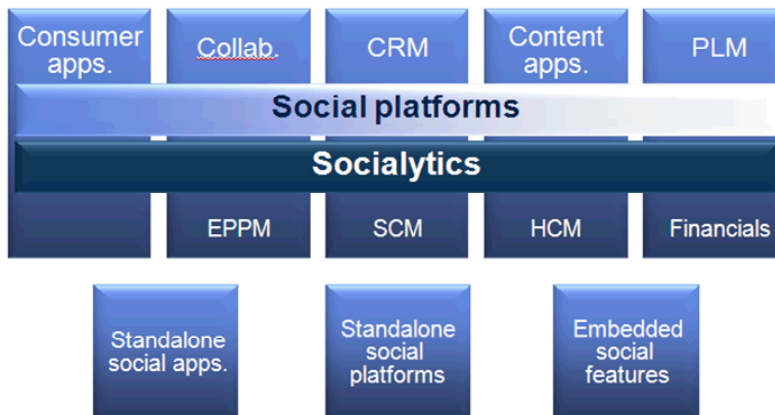 Consumer
apps.
Collab.
CRM
Content
apps.
PLM
Social platforms
Socialytics
EPPM
SCM
HCM
Financials
Standalone
social apps.
Standalone
social
platforms
Embedded
social
features